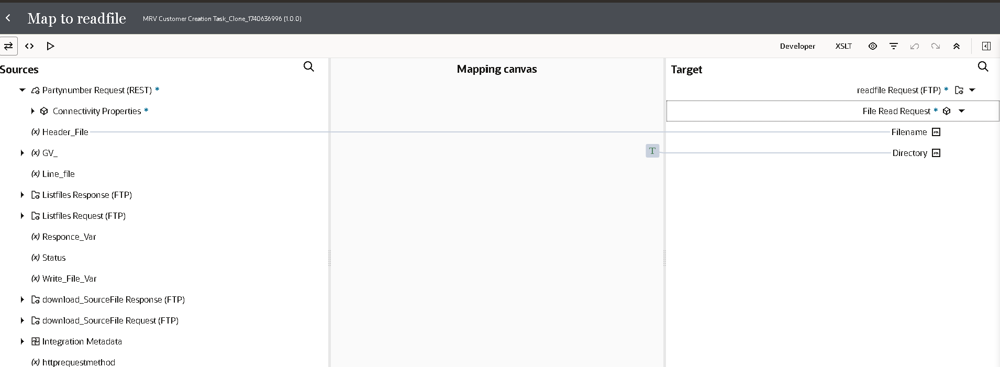 Map to readfile
MRV Customer Creation Task_Clone_1740636996 (1.0.0)
Developer
XSLT
Sources
Mapping canvas
Target
Partynumber Request (REST) *
readfile Request (FTP) *
Connectivity Properties *
File Read Request *
(x) Header_File
Filename abc
(x) GV_
T
Directory abc
(x) Line_file
Listfiles Response (FTP)
Listfiles Request (FTP)
(x) Responce_Var
(x) Status
(x) Write_File_Var
download_SourceFile Response (FTP)
download_SourceFile Request (FTP)
Integration Metadata
(x) httprequestmethod